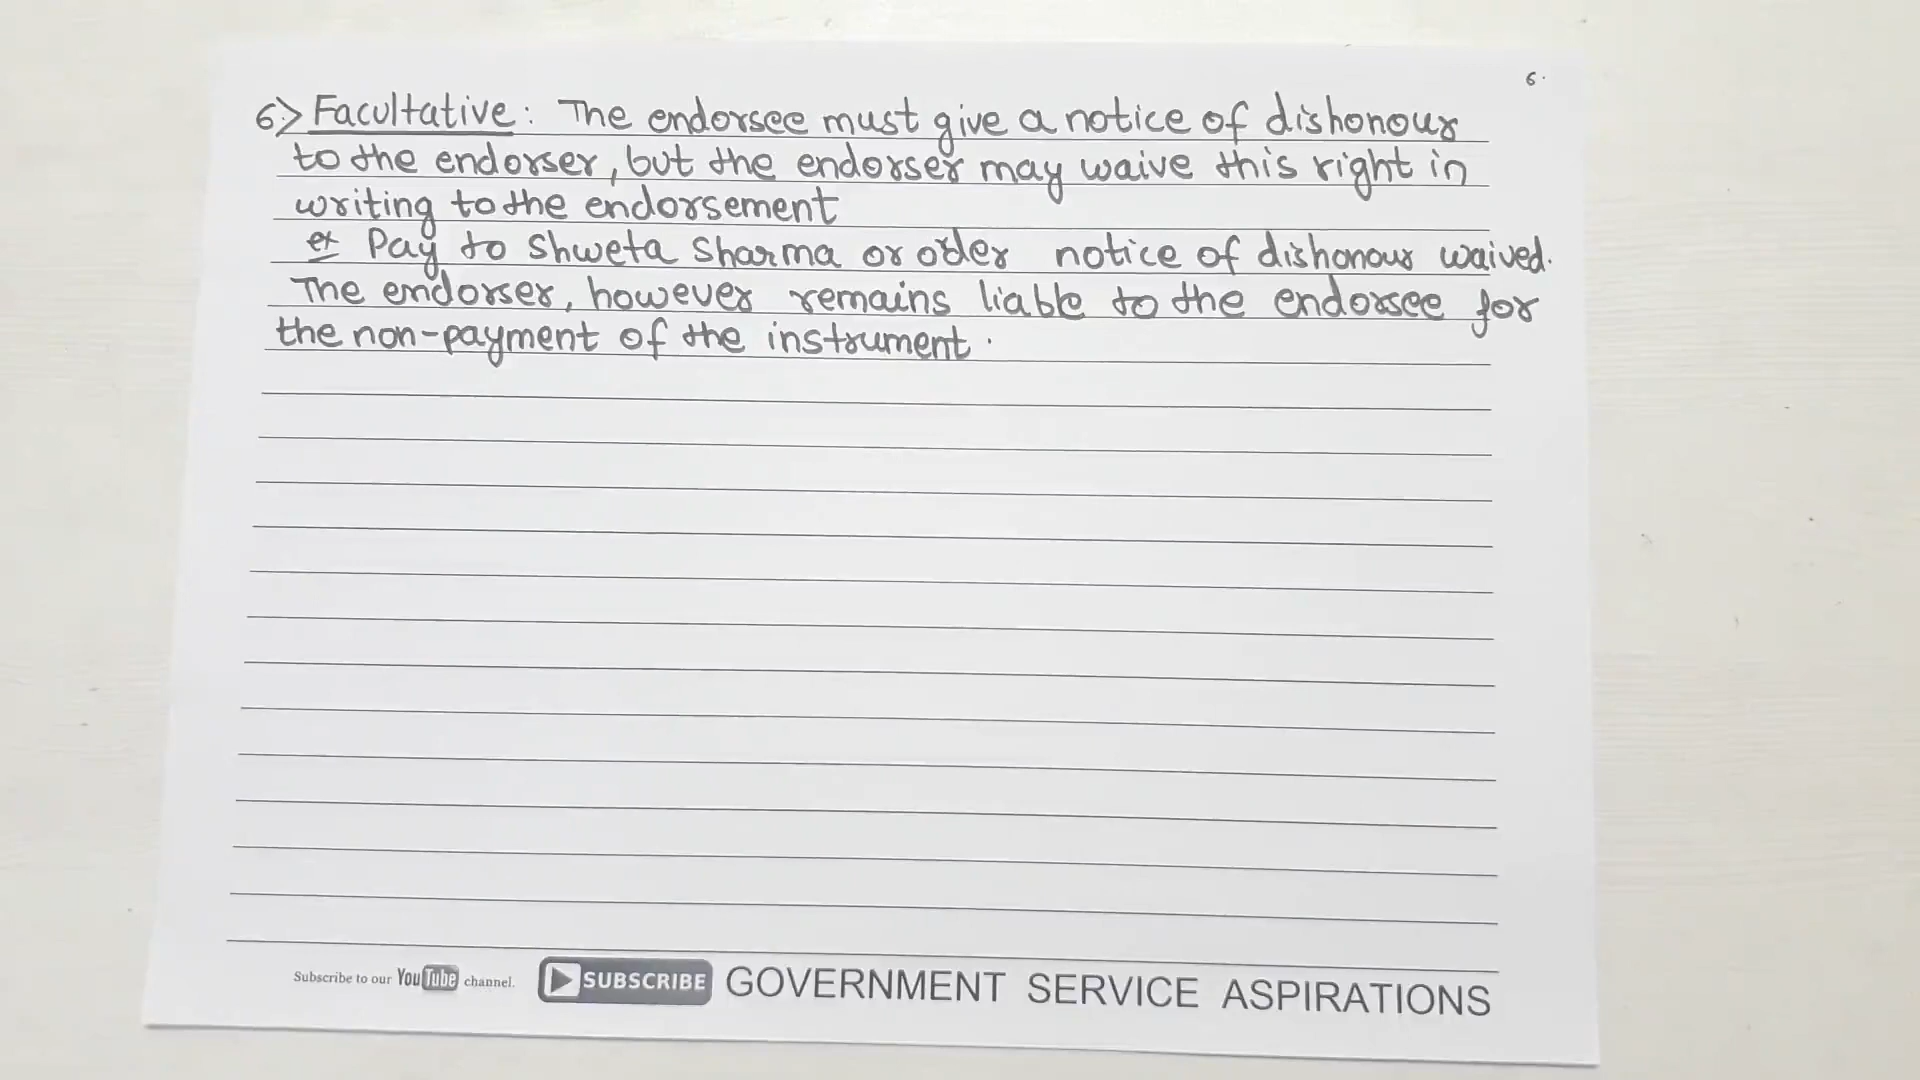 6.
6.> Facultative : The endorsee must give a notice of dishonour
to the endorser, but the endorser may waive this right in
writing to the endorsement
ex Pay to Shweta Sharma or order notice of dishonour waived.
The endorser, however remains liable to the endorsee for
the non-payment of the instrument.
Subscribe to our YouTube channel. SUBSCRIBE GOVERNMENT SERVICE ASPIRATIONS